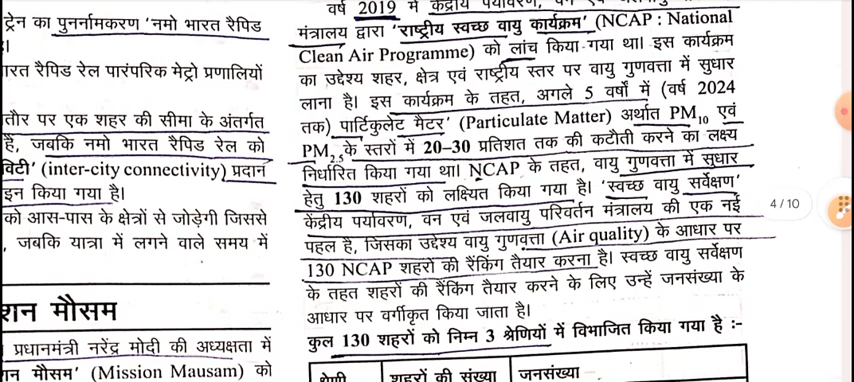 ट्रेन का पुनर्नामकरण 'नमो भारत रैपिड
है।
भारत रैपिड रेल पारंपरिक मेट्रो प्रणालियों
तौर पर एक शहर की सीमा के अंतर्गत
है, जबकि नमो भारत रैपिड रेल को
विटी' (inter-city connectivity) प्रदान
इन किया गया है।
को आस-पास के क्षेत्रों से जोड़ेगी जिससे
, जबकि यात्रा में लगने वाले समय में
शन मौसम
प्रधानमंत्री नरेंद्र मोदी की अध्यक्षता में
न मौसम' (Mission Mausam) को
वर्ष 2019 में केंद्रीय पर्यावरण, वन एवं जलवायु
मंत्रालय द्वारा 'राष्ट्रीय स्वच्छ वायु कार्यक्रम' (NCAP : National
Clean Air Programme) को लांच किया गया था। इस कार्यक्रम
का उद्देश्य शहर, क्षेत्र एवं राष्ट्रीय स्तर पर वायु गुणवत्ता में सुधार
लाना है। इस कार्यक्रम के तहत, अगले 5 वर्षों में (वर्ष 2024
तक) पार्टिकुलेट मैटर' (Particulate Matter) अर्थात PM10 एवं
PM2.5 के स्तरों में 20-30 प्रतिशत तक की कटौती करने का लक्ष्य
निर्धारित किया गया था। NCAP के तहत, वायु गुणवत्ता में सुधार
हेतु 130 शहरों को लक्ष्यित किया गया है। 'स्वच्छ वायु सर्वेक्षण'
केंद्रीय पर्यावरण, वन एवं जलवायु परिवर्तन मंत्रालय की एक नई
पहल है, जिसका उद्देश्य वायु गुणवत्ता (Air quality) के आधार पर
130 NCAP शहरों की रैंकिंग तैयार करना है। स्वच्छ वायु सर्वेक्षण
के तहत शहरों की रैंकिंग तैयार करने के लिए उन्हें जनसंख्या के
आधार पर वर्गीकृत किया जाता है।
कुल 130 शहरों को निम्न 3 श्रेणियों में विभाजित किया गया है :-
श्रेणी शहरों की संख्या जनसंख्या
4 / 10